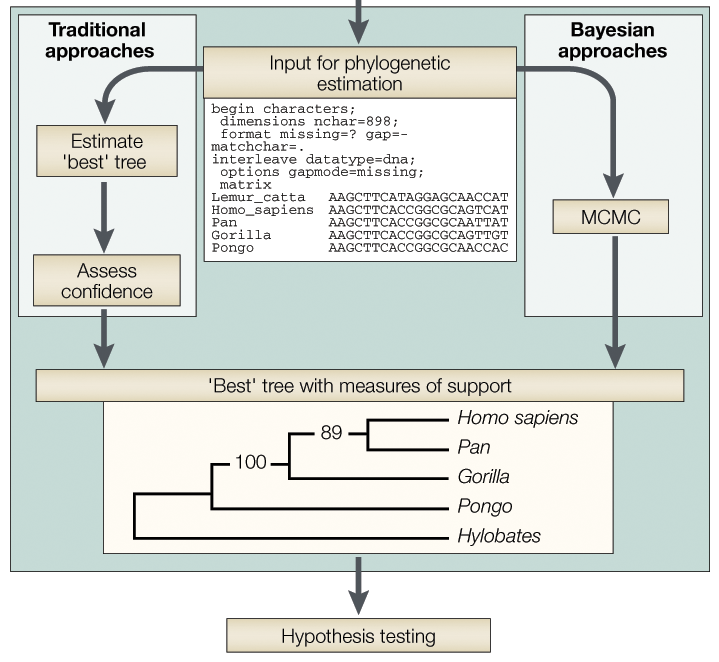 Traditional
approaches
Bayesian
approaches
Input for phylogenetic
estimation
begin characters;
dimensions nchar=898;
format missing=? gap=-
matchchar=.
interleave datatype=dna;
options gapmode=missing;
matrix
Lemur_catta AAGCTTCATAGGAGCAACCAT
Homo_sapiens AAGCTTCACCGGCGCAGTCAT
Pan AAGCTTCACCGGCGCAATTAT
Gorilla AAGCTTCACCGGCGCAGTTGT
Pongo AAGCTTCACCGGCGCAACCAC
Estimate
'best' tree
Assess
confidence
MCMC
'Best' tree with measures of support
Homo sapiens
89
Pan
100
Gorilla
Pongo
Hylobates
Hypothesis testing